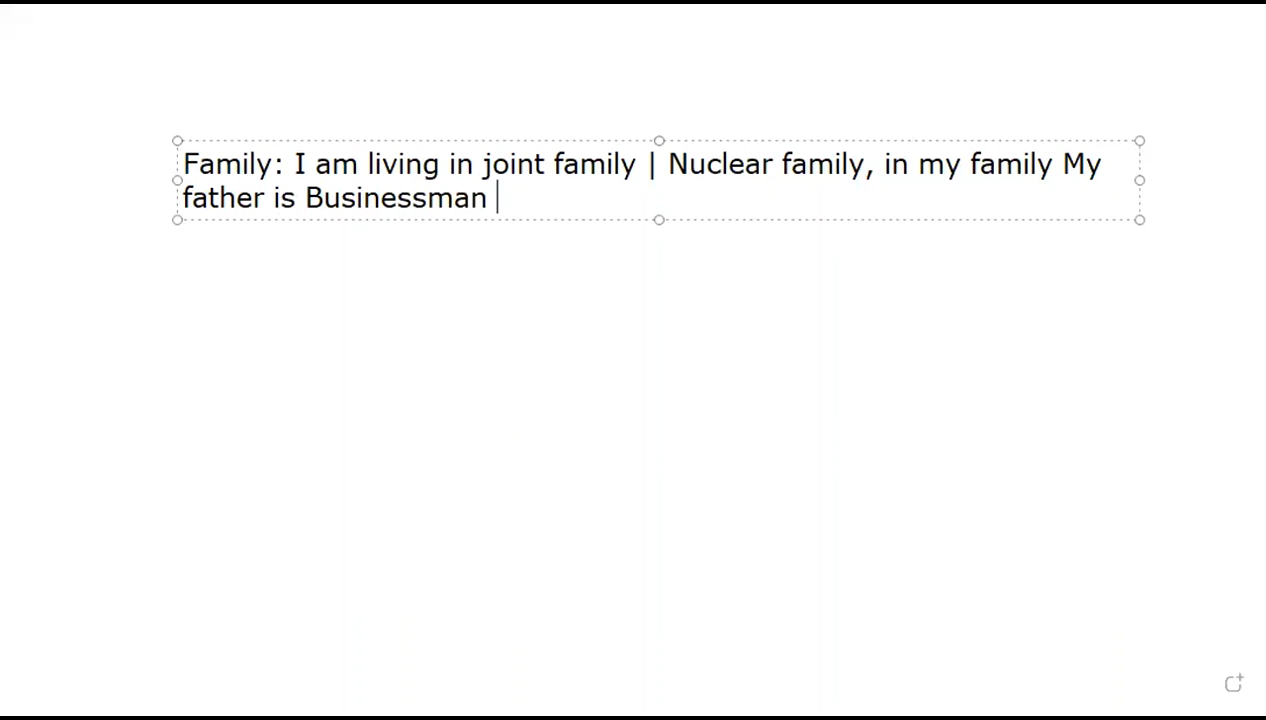 Family: I am living in joint family | Nuclear family, in my family My
father is Businessman